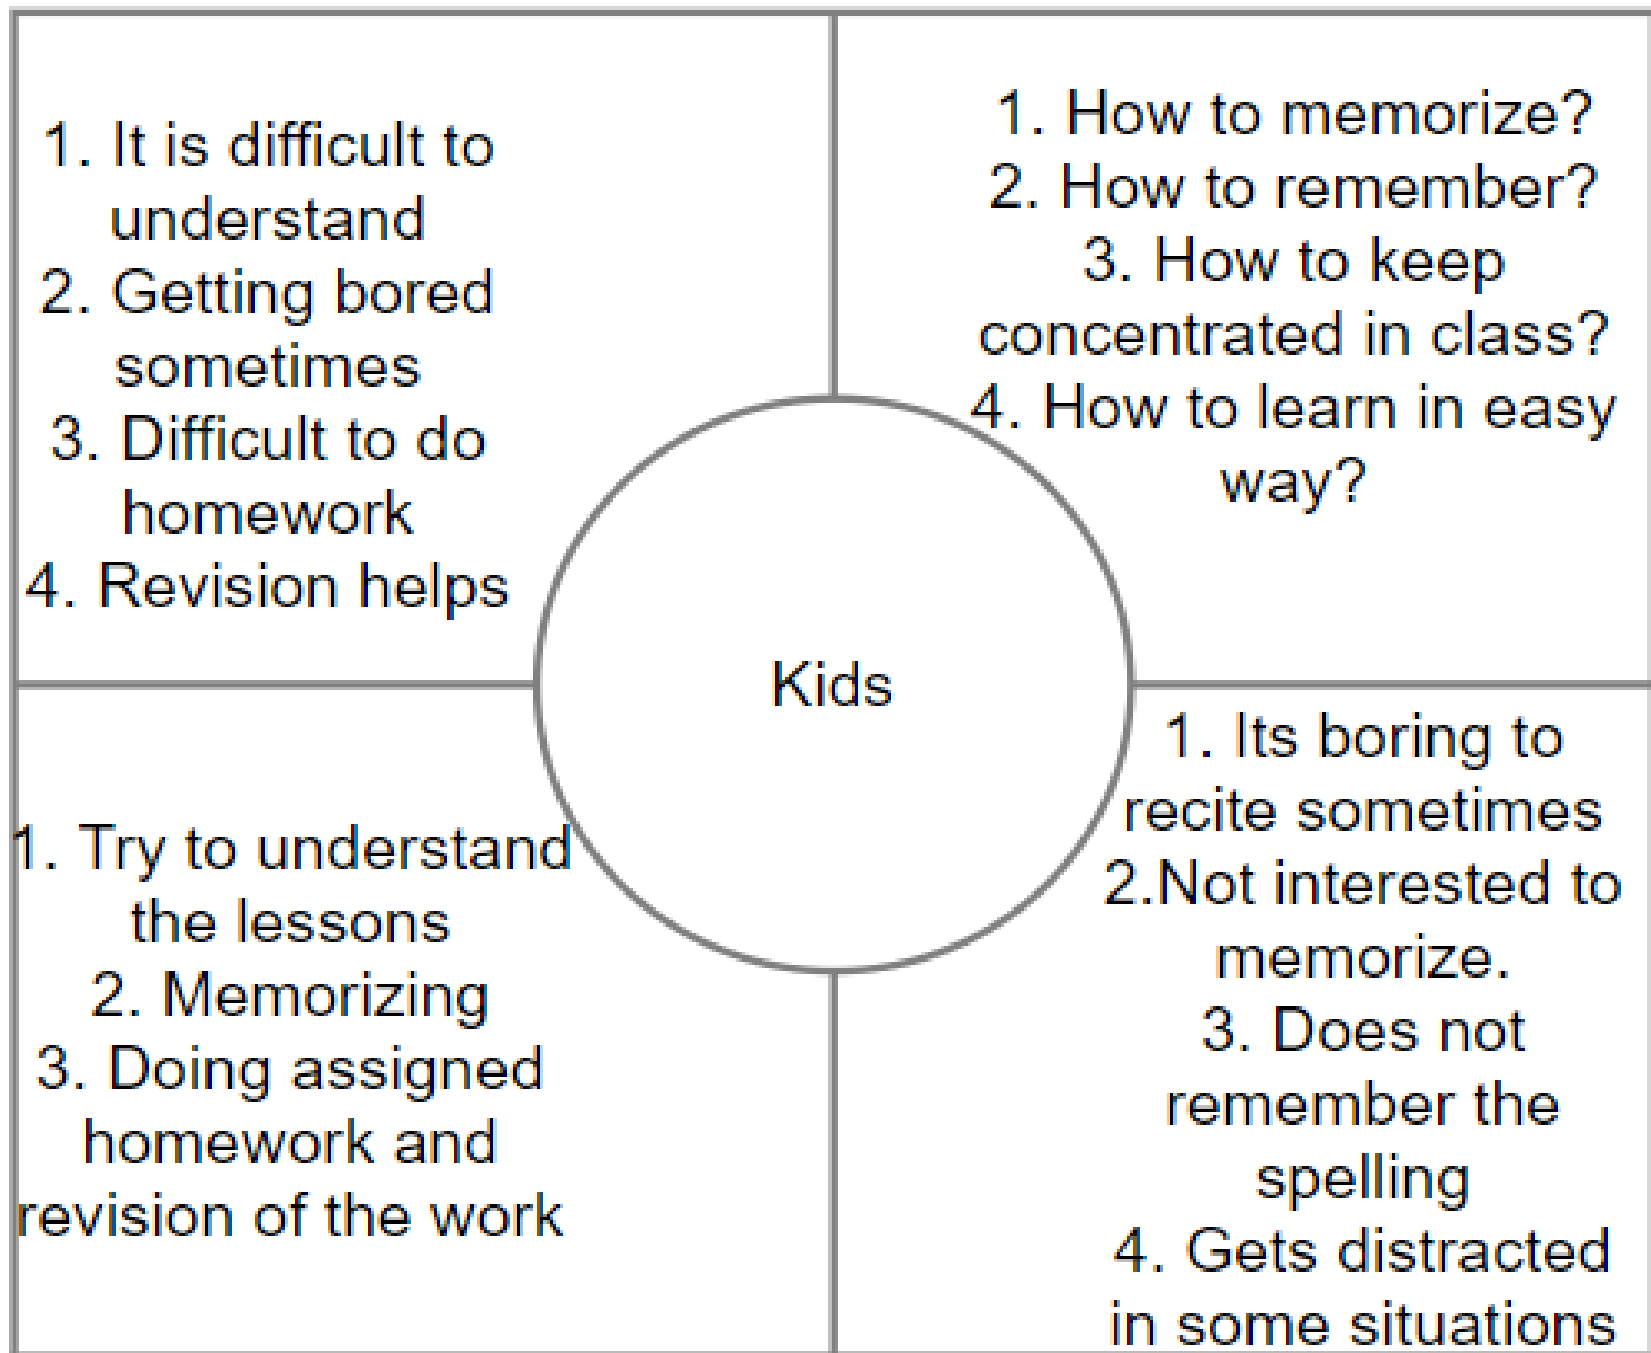 1. It is difficult to
understand
2. Getting bored
sometimes
3. Difficult to do
homework
4. Revision helps
1. How to memorize?
2. How to remember?
3. How to keep
concentrated in class?
4. How to learn in easy
way?
Kids
1. Try to understand
the lessons
2. Memorizing
3. Doing assigned
homework and
revision of the work
1. Its boring to
recite sometimes
2.Not interested to
memorize.
3. Does not
remember the
spelling
4. Gets distracted
in some situations